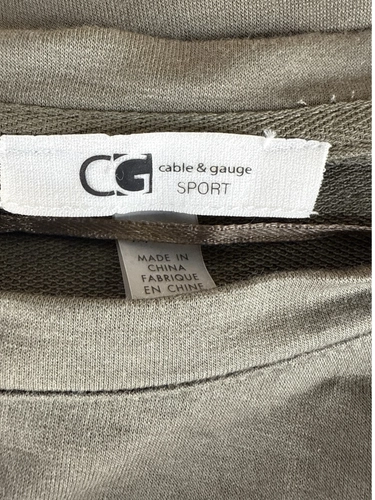 CG cable & gauge
SPORT
MADE IN
CHINA
FABRIQUE
EN CHINE